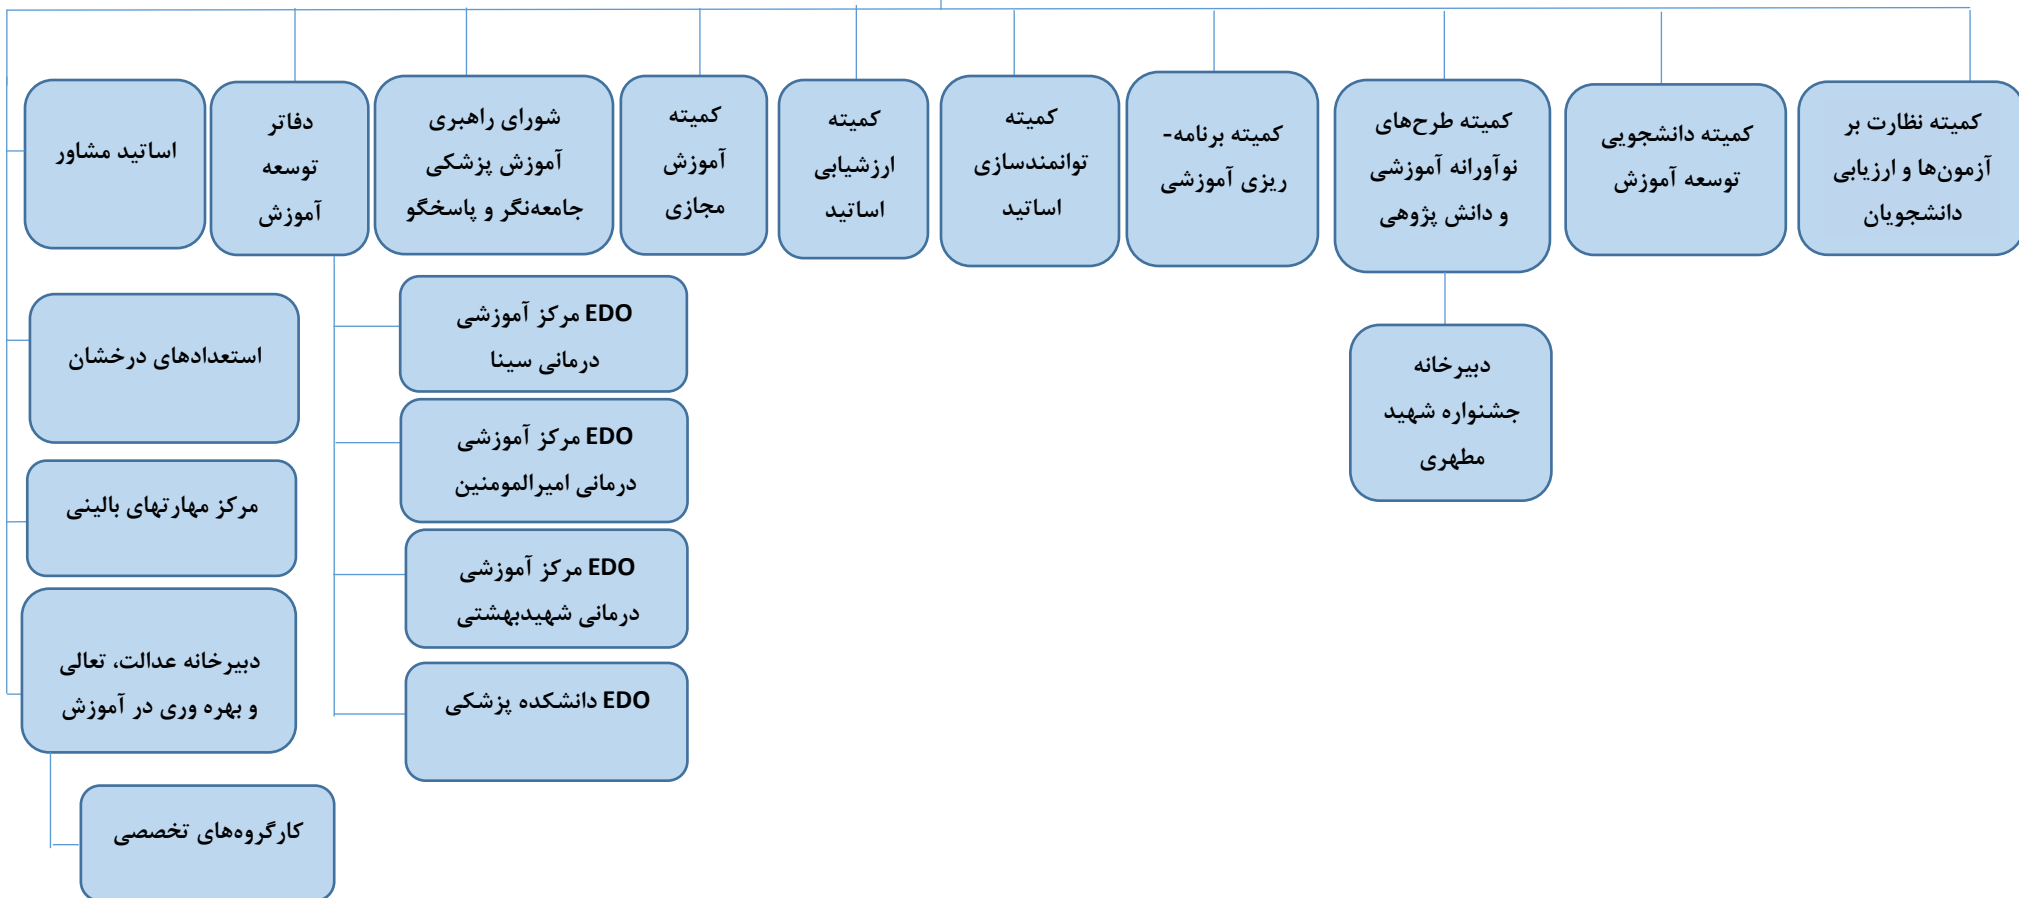 کمیته نظارت بر
آزمون‌ها و ارزیابی
دانشجویان
کمیته دانشجویی
توسعه آموزش
کمیته طرح‌های
نوآورانه آموزشی
و دانش پژوهی
کمیته برنامه-
ریزی آموزشی
کمیته
توانمندسازی
اساتید
کمیته
ارزشیابی
اساتید
کمیته
آموزش
مجازی
شورای راهبری
آموزش پزشکی
جامعه‌نگر و پاسخگو
دفاتر
توسعه
آموزش
اساتید مشاور
دبیرخانه
جشنواره شهید
مطهری
EDO مرکز آموزشی
درمانی سینا
EDO مرکز آموزشی
درمانی امیرالمومنین
EDO مرکز آموزشی
درمانی شهیدبهشتی
EDO دانشکده پزشکی
استعدادهای درخشان
مرکز مهارتهای بالینی
دبیرخانه عدالت، تعالی
و بهره وری در آموزش
کارگروه‌های تخصصی